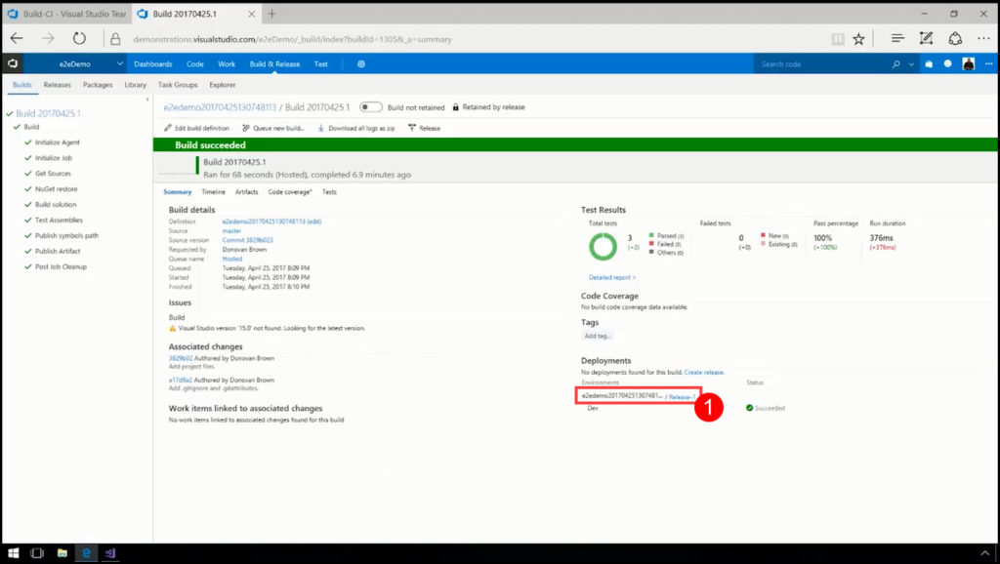 Build-CI - Visual Studio Tear
Build 20170425.1
demonstrations.visualstudio.com/e2eDemo/_build/index?buildId=1305&_a=summary
e2eDemo
Dashboards Code Work Build & Release Test
Search code
Builds Releases Packages Library Task Groups Explorer
Build 20170425.1
Build
Initialize Agent
Initialize Job
Get Sources
NuGet restore
Build solution
Test Assemblies
Publish symbols path
Publish Artifact
Post Job Cleanup
e2edemo20170425130748113 / Build 20170425.1 Build not retained Retained by release
Edit build definition Queue new build... Download all logs as zip Release
Build succeeded
Build 20170425.1
Ran for 68 seconds (Hosted), completed 6.9 minutes ago
Summary Timeline Artifacts Code coverage* Tests
Build details
Definition e2edemo20170425130748113 (edit)
Source master
Source version Commit 3829b023
Requested by Donovan Brown
Queue name Hosted
Queued Tuesday, April 25, 2017 8:09 PM
Started Tuesday, April 25, 2017 8:09 PM
Finished Tuesday, April 25, 2017 8:10 PM
Issues
Build
Visual Studio version '15.0' not found. Looking for the latest version.
Associated changes
3829b02 Authored by Donovan Brown
Add project files.
a17d9a2 Authored by Donovan Brown
Add .gitignore and .gitattributes.
Work items linked to associated changes
No work items linked to associated changes found for this build
Test Results
Total tests Failed tests Pass percentage Run duration
3 (+3)
Passed (3)
Failed (0)
Others (0)
0 (+0)
New (0)
Existing (0)
100% (+100%)
376ms (+376ms)
Detailed report >
Code Coverage
No build code coverage data available.
Tags
Add tag...
Deployments
No deployments found for this build. Create release.
Environments Status
e2edemo201704251307481... / Release-1
1
Dev Succeeded